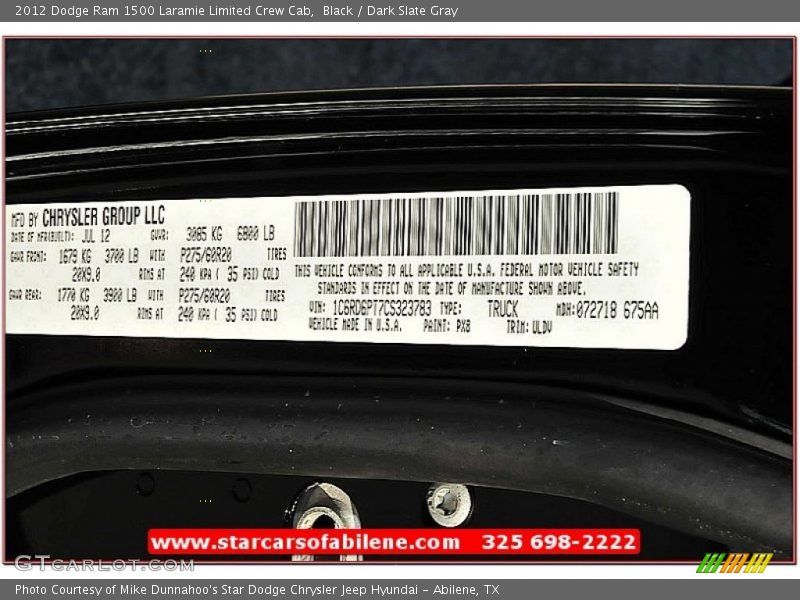 2012 Dodge Ram 1500 Laramie Limited Crew Cab,  Black / Dark Slate Gray
MFD BY CHRYSLER GROUP LLC
DATE OF MFR(BUILT): JUL 12 GVWR: 3085 KG 6800 LB
GAWR FRONT: 1679 KG 3700 LB WITH P275/60R20 TIRES
20X9.0 RIMS AT 240 KPA ( 35 PSI) COLD
GAWR REAR: 1770 KG 3900 LB WITH P275/60R20 TIRES
20X9.0 RIMS AT 240 KPA ( 35 PSI) COLD
THIS VEHICLE CONFORMS TO ALL APPLICABLE U.S.A. FEDERAL MOTOR VEHICLE SAFETY
STANDARDS IN EFFECT ON THE DATE OF MANUFACTURE SHOWN ABOVE.
VIN: 1C6RD6PT7CS323783 TYPE: TRUCK MDH:072718 675AA
VEHICLE MADE IN U.S.A. PAINT: PX8 TRIM: ULDV
www.starcarsofabilene.com 325 698-2222
GTcarlot.com
Photo Courtesy of Mike Dunnahoo's Star Dodge Chrysler Jeep Hyundai – Abilene, TX